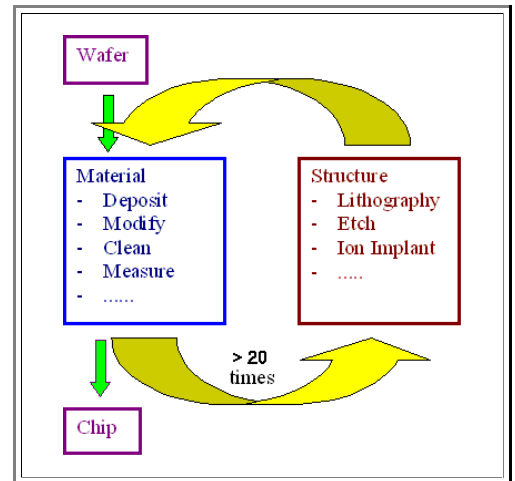 Wafer
Material
- Deposit
- Modify
- Clean
- Measure
- ......
Structure
- Lithography
- Etch
- Ion Implant
- .....
> 20
times
Chip